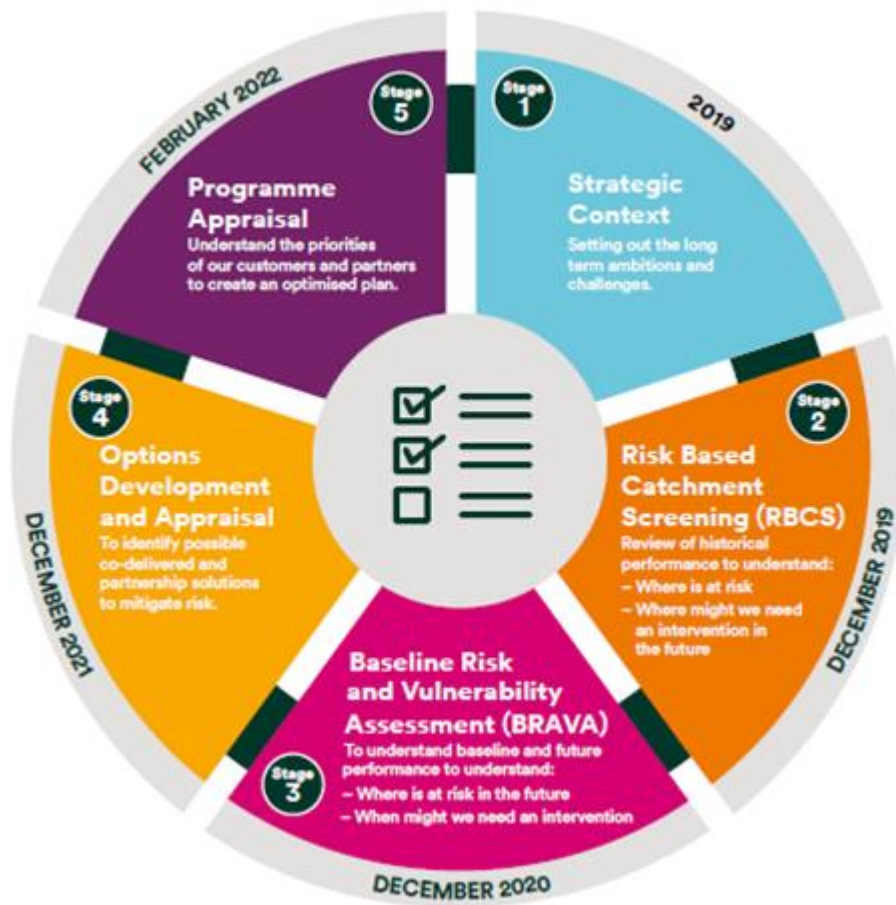 Stage
1
2019
Strategic
Context
Setting out the long
term ambitions and
challenges.
Stage
2
DECEMBER 2019
Risk Based
Catchment
Screening (RBCS)
Review of historical
performance to understand:
– Where is at risk
– Where might we need
an intervention in
the future
Stage
3
DECEMBER 2020
Baseline Risk
and Vulnerability
Assessment (BRAVA)
To understand baseline and future
performance to understand:
– Where is at risk in the future
– When might we need an intervention
Stage
4
DECEMBER 2021
Options
Development
and Appraisal
To identify possible
co-delivered and
partnership solutions
to mitigate risk.
Stage
5
FEBRUARY 2022
Programme
Appraisal
Understand the priorities
of our customers and partners
to create an optimised plan.